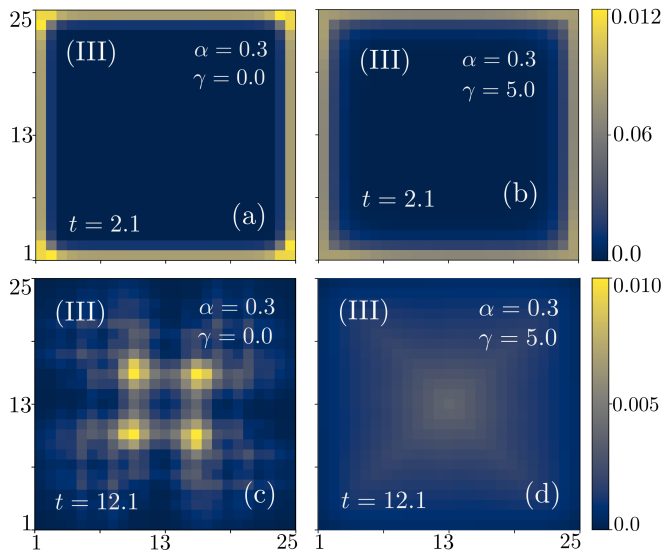 25
(III)
α = 0.3
γ = 0.0
13
t = 2.1
(a)
1
(III)
α = 0.3
γ = 5.0
t = 2.1
(b)
0.012
0.06
0.0
25
(III)
α = 0.3
γ = 0.0
13
t = 12.1
(c)
1
1
13
25
(III)
α = 0.3
γ = 5.0
t = 12.1
(d)
1
13
25
0.010
0.005
0.0